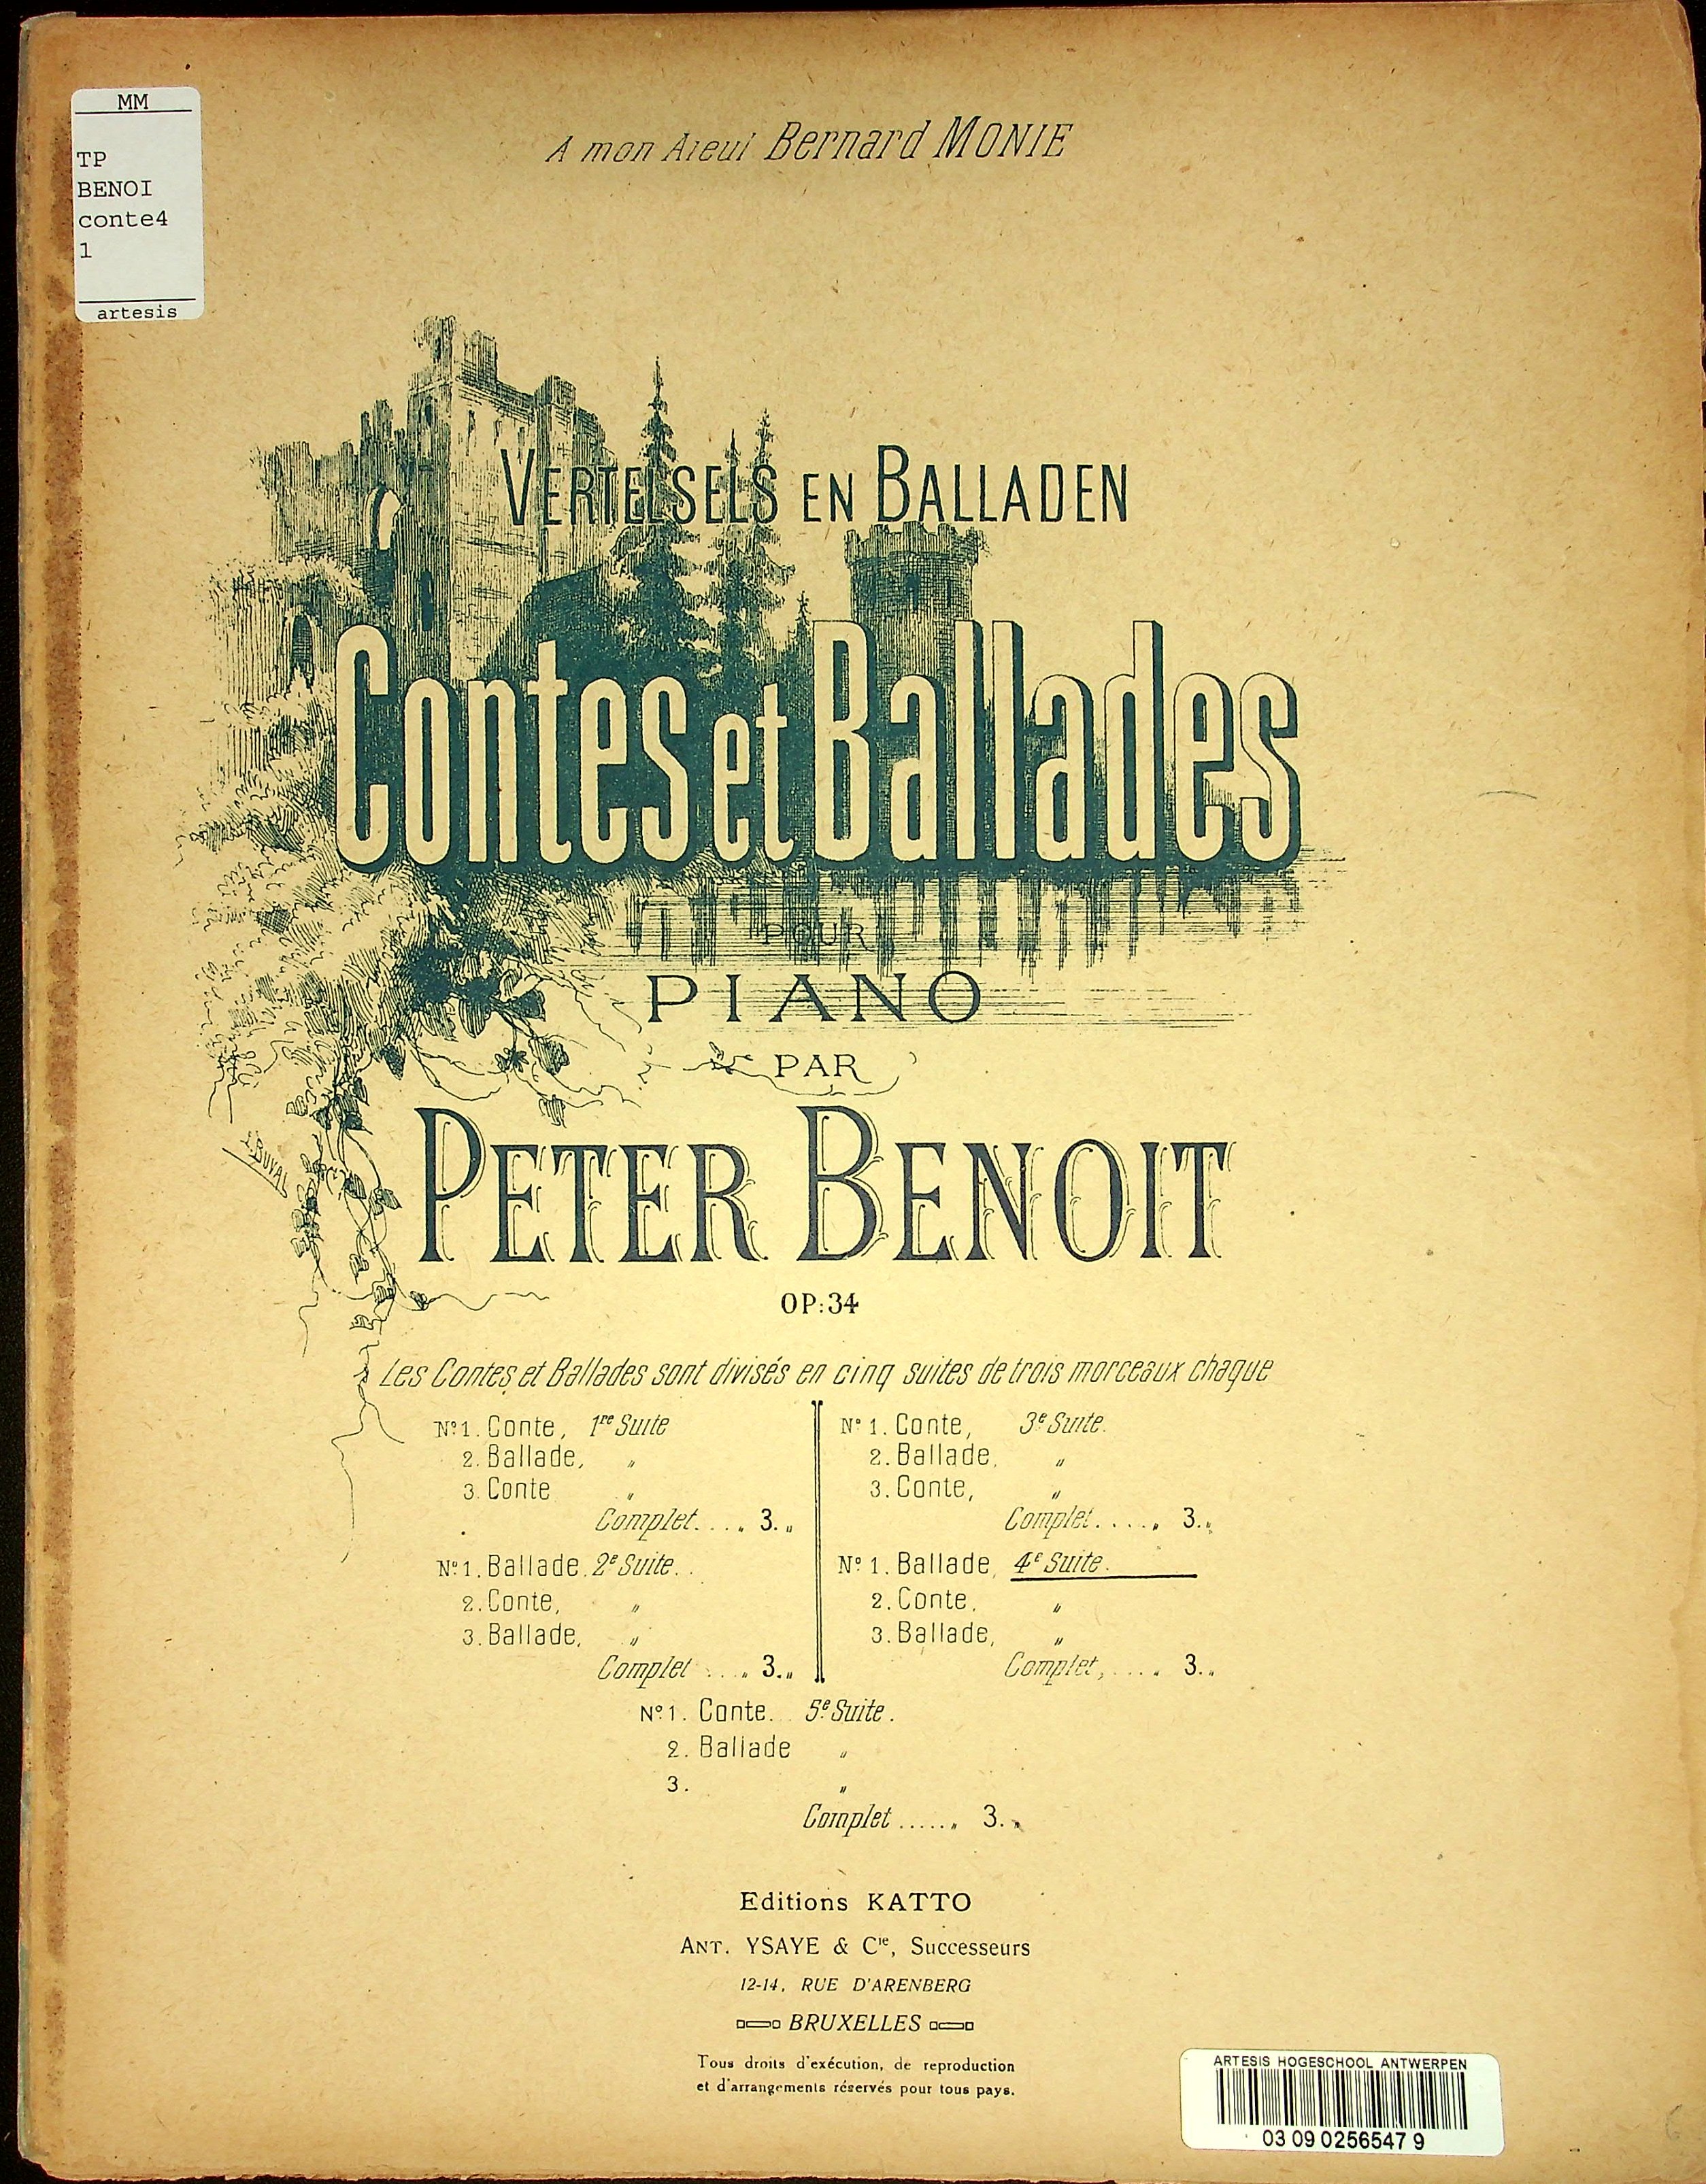 MM
TP
BENOI
conte4
1
artesis
A mon Aïeul Bernard MONIE
VERTELSELS EN BALLADEN
Contes et Ballades
POUR
PIANO
PAR
PETER BENOIT
OP: 34
Les Contes et Ballades sont divisés en cinq suites de trois morceaux chaque
Nº 1. Conte, 1re Suite
2. Ballade, "
3. Conte "
Complet. . . . „ 3. „
Nº 1. Ballade. 2e Suite. .
2. Conte, "
3. Ballade, "
Complet . . . . „ 3. „
Nº 1. Conte, 3e Suite.
2. Ballade, "
3. Conte, "
Complet. . . . . „ 3. „
Nº 1. Ballade, 4e Suite.
2. Conte, "
3. Ballade, "
Complet, . . . . „ 3. „
Nº 1. Conte. . 5e Suite.
2. Ballade "
3. "
Complet . . . . . „ 3. „
Editions KATTO
ANT. YSAYE & Cie, Successeurs
12-14, RUE D'ARENBERG
BRUXELLES
Tous droits d'exécution, de reproduction
et d'arrangements réservés pour tous pays.
ARTESIS HOGESCHOOL ANTWERPEN
03 09 0256547 9